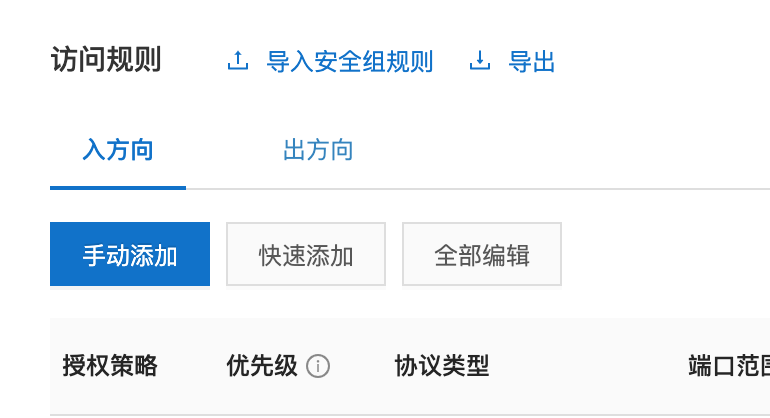 访问规则 导入安全组规则 导出
入方向 出方向
手动添加 快速添加 全部编辑
授权策略 优先级 协议类型 端口范围